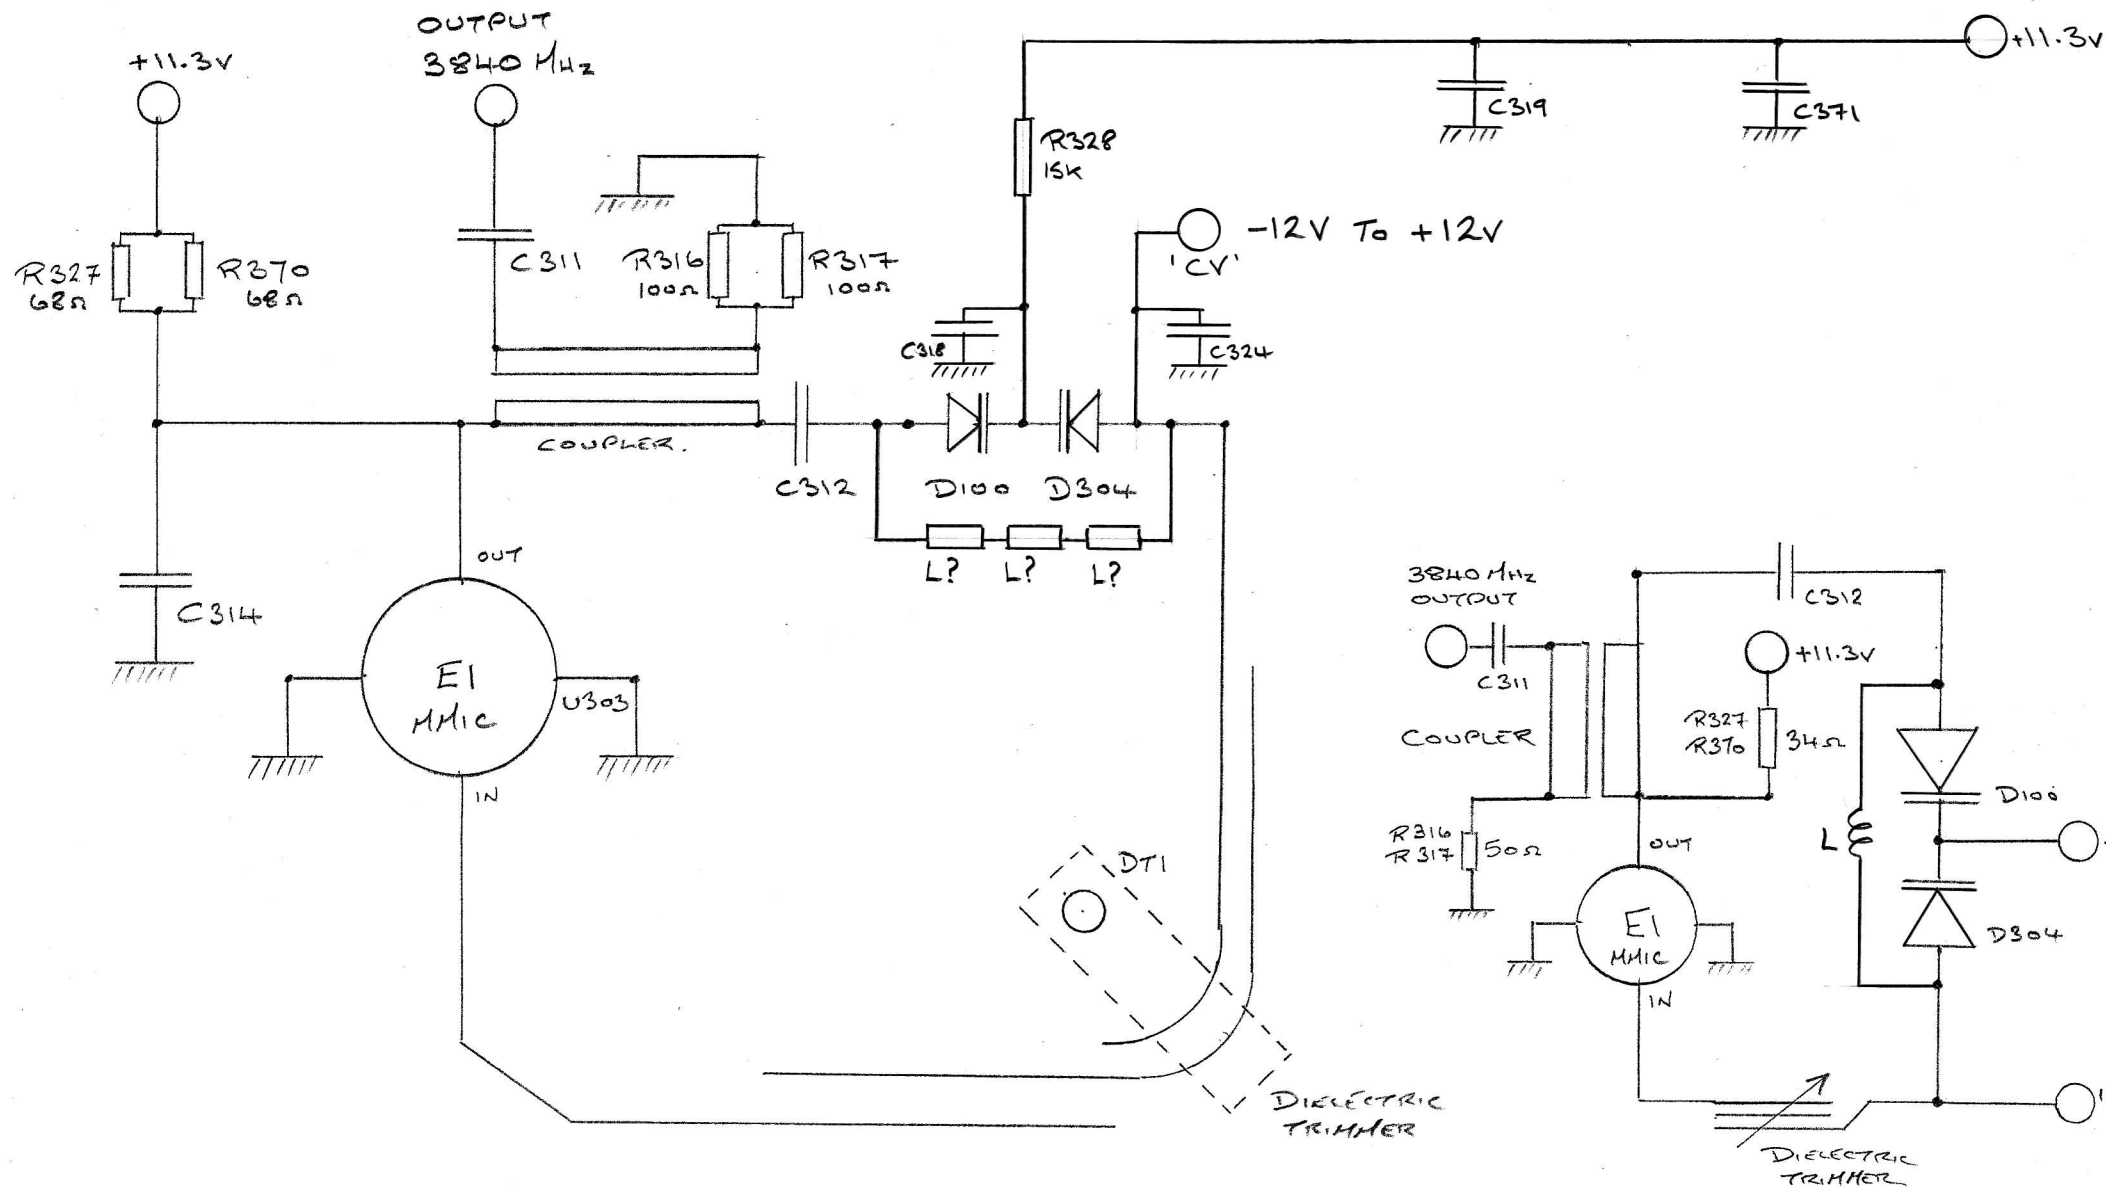 +11.3v
OUTPUT
3840 MHz
+11.3v
C319
C371
R328
15K
-12V To +12V
'CV'
R327
68Ω
R370
68Ω
C311
R316
100Ω
R317
100Ω
C318
C324
COUPLER.
C312
D100
D304
L?
L?
L?
OUT
C314
E1
MMIC
U303
IN
DT1
DIELECTRIC
TRIMMER
3840 MHz
OUTPUT
C312
+11.3v
C311
COUPLER
R327
R370
34Ω
D100
R316
R317
50Ω
OUT
L
E1
MMIC
D304
IN
DIELECTRIC
TRIMMER